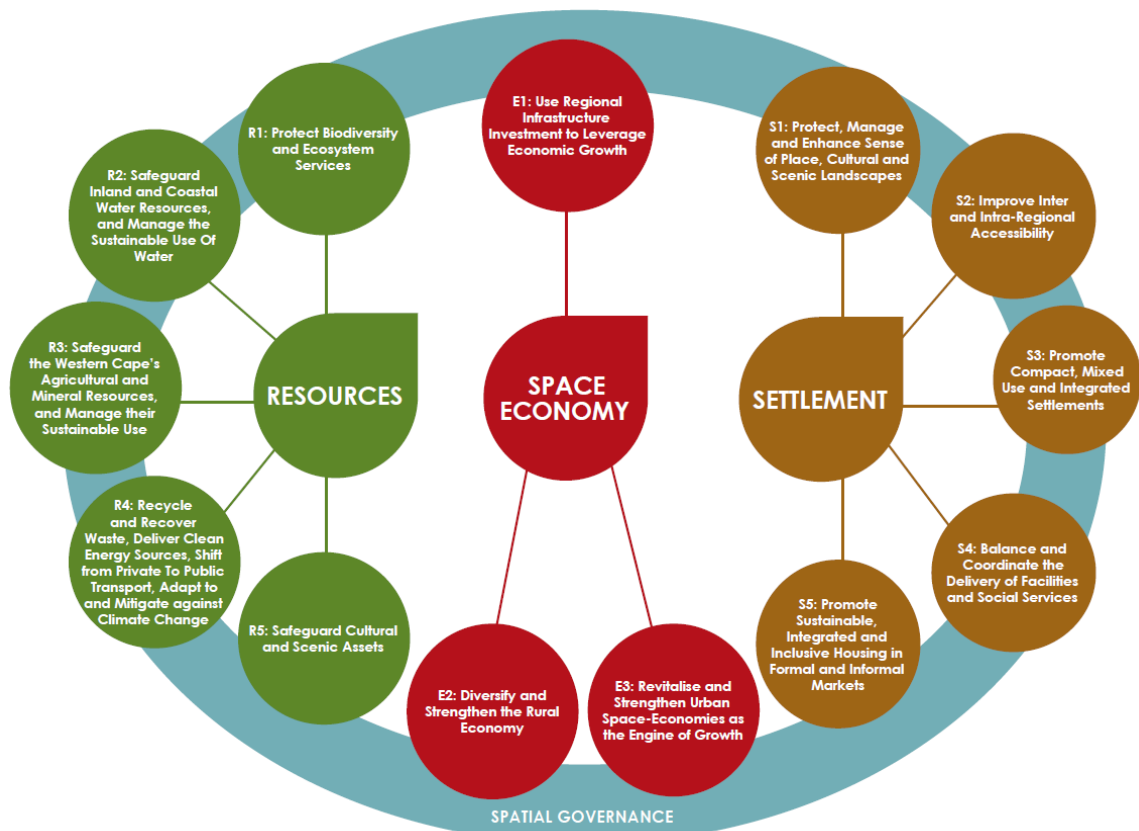 R1: Protect Biodiversity
and Ecosystem
Services
R2: Safeguard
Inland and Coastal
Water Resources,
and Manage the
Sustainable Use Of
Water
R3: Safeguard
the Western Cape's
Agricultural and
Mineral Resources,
and Manage their
Sustainable Use
R4: Recycle
and Recover
Waste, Deliver Clean
Energy Sources, Shift
from Private To Public
Transport, Adapt to
and Mitigate against
Climate Change
R5: Safeguard Cultural
and Scenic Assets
RESOURCES
E1: Use Regional
Infrastructure
Investment to Leverage
Economic Growth
SPACE
ECONOMY
E2: Diversify and
Strengthen the Rural
Economy
E3: Revitalise and
Strengthen Urban
Space-Economies as
the Engine of Growth
S1: Protect, Manage
and Enhance Sense
of Place, Cultural and
Scenic Landscapes
S2: Improve Inter
and Intra-Regional
Accessibility
S3: Promote
Compact, Mixed
Use and Integrated
Settlements
SETTLEMENT
S4: Balance and
Coordinate the
Delivery of Facilities
and Social Services
S5: Promote
Sustainable,
Integrated and
Inclusive Housing in
Formal and Informal
Markets
SPATIAL GOVERNANCE